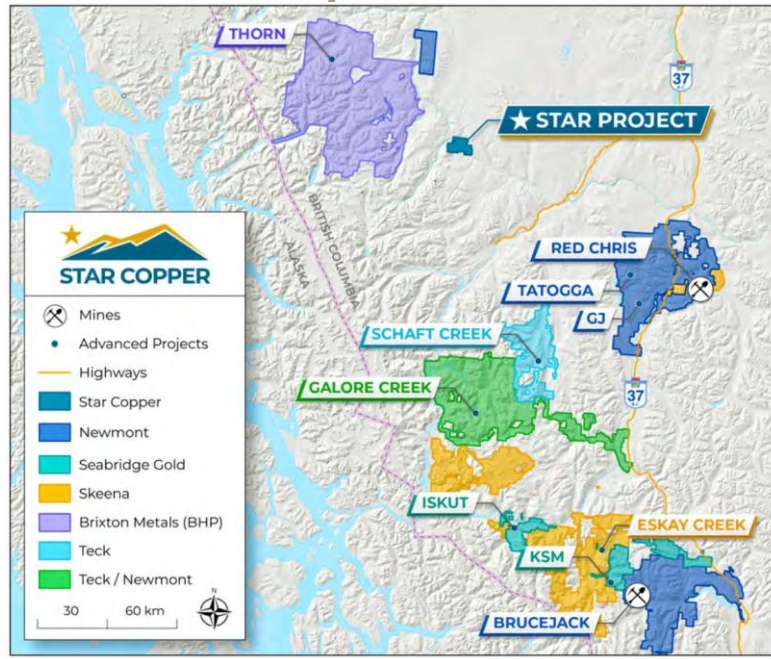 THORN
37
★ STAR PROJECT
BRITISH COLUMBIA
ALASKA
RED CHRIS
TATOGGA
GJ
SCHAFT CREEK
GALORE CREEK
37
ISKUT
ESKAY CREEK
KSM
BRUCEJACK
STAR COPPER
Mines
Advanced Projects
Highways
Star Copper
Newmont
Seabridge Gold
Skeena
Brixton Metals (BHP)
Teck
Teck / Newmont
30 60 km
N